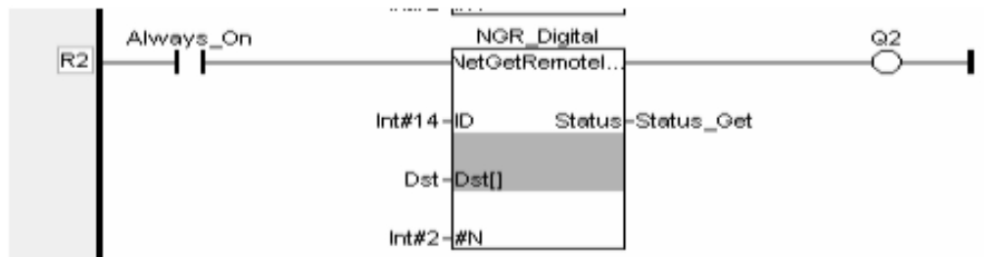 Always_On
NGR_Digital
Q2
R2
NetGetRemoteI...
Int#14
ID
Status
Status_Get
Dst
Dst[]
Int#2
#N